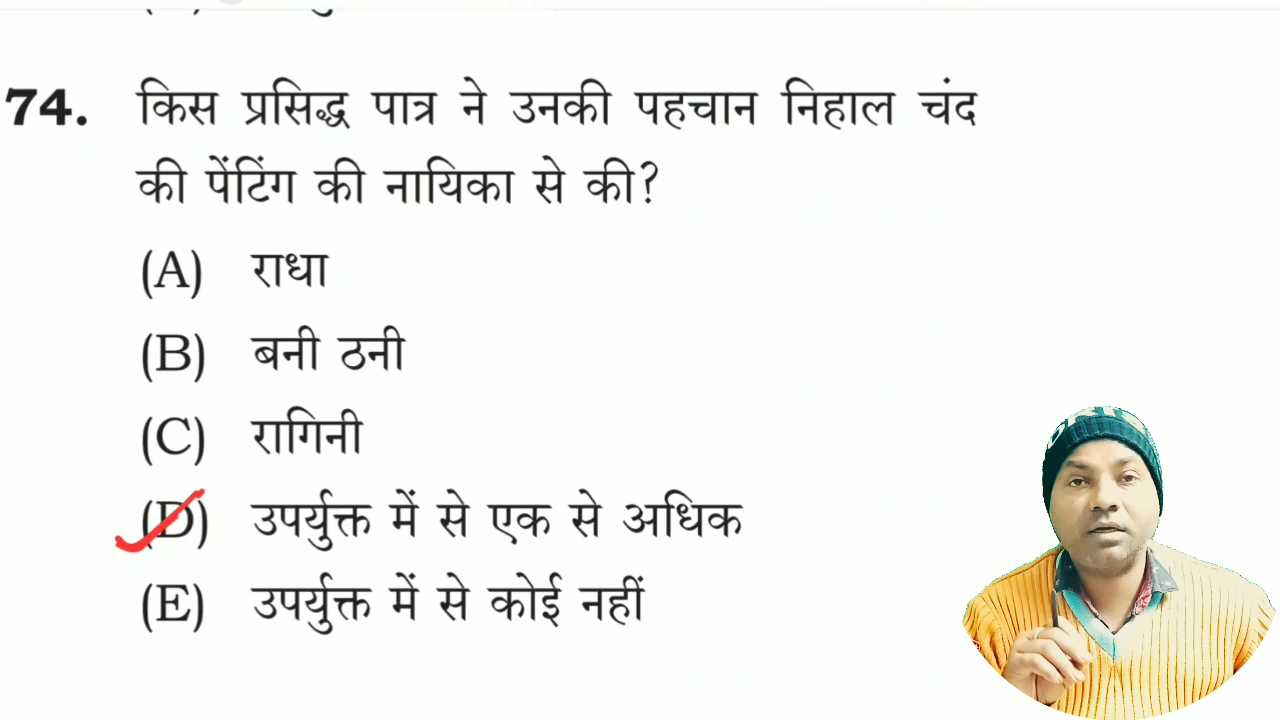 74. किस प्रसिद्ध पात्र ने उनकी पहचान निहाल चंद
की पेंटिंग की नायिका से की?
(A) राधा
(B) बनी ठनी
(C) रागिनी
(D) उपर्युक्त में से एक से अधिक
(E) उपर्युक्त में से कोई नहीं